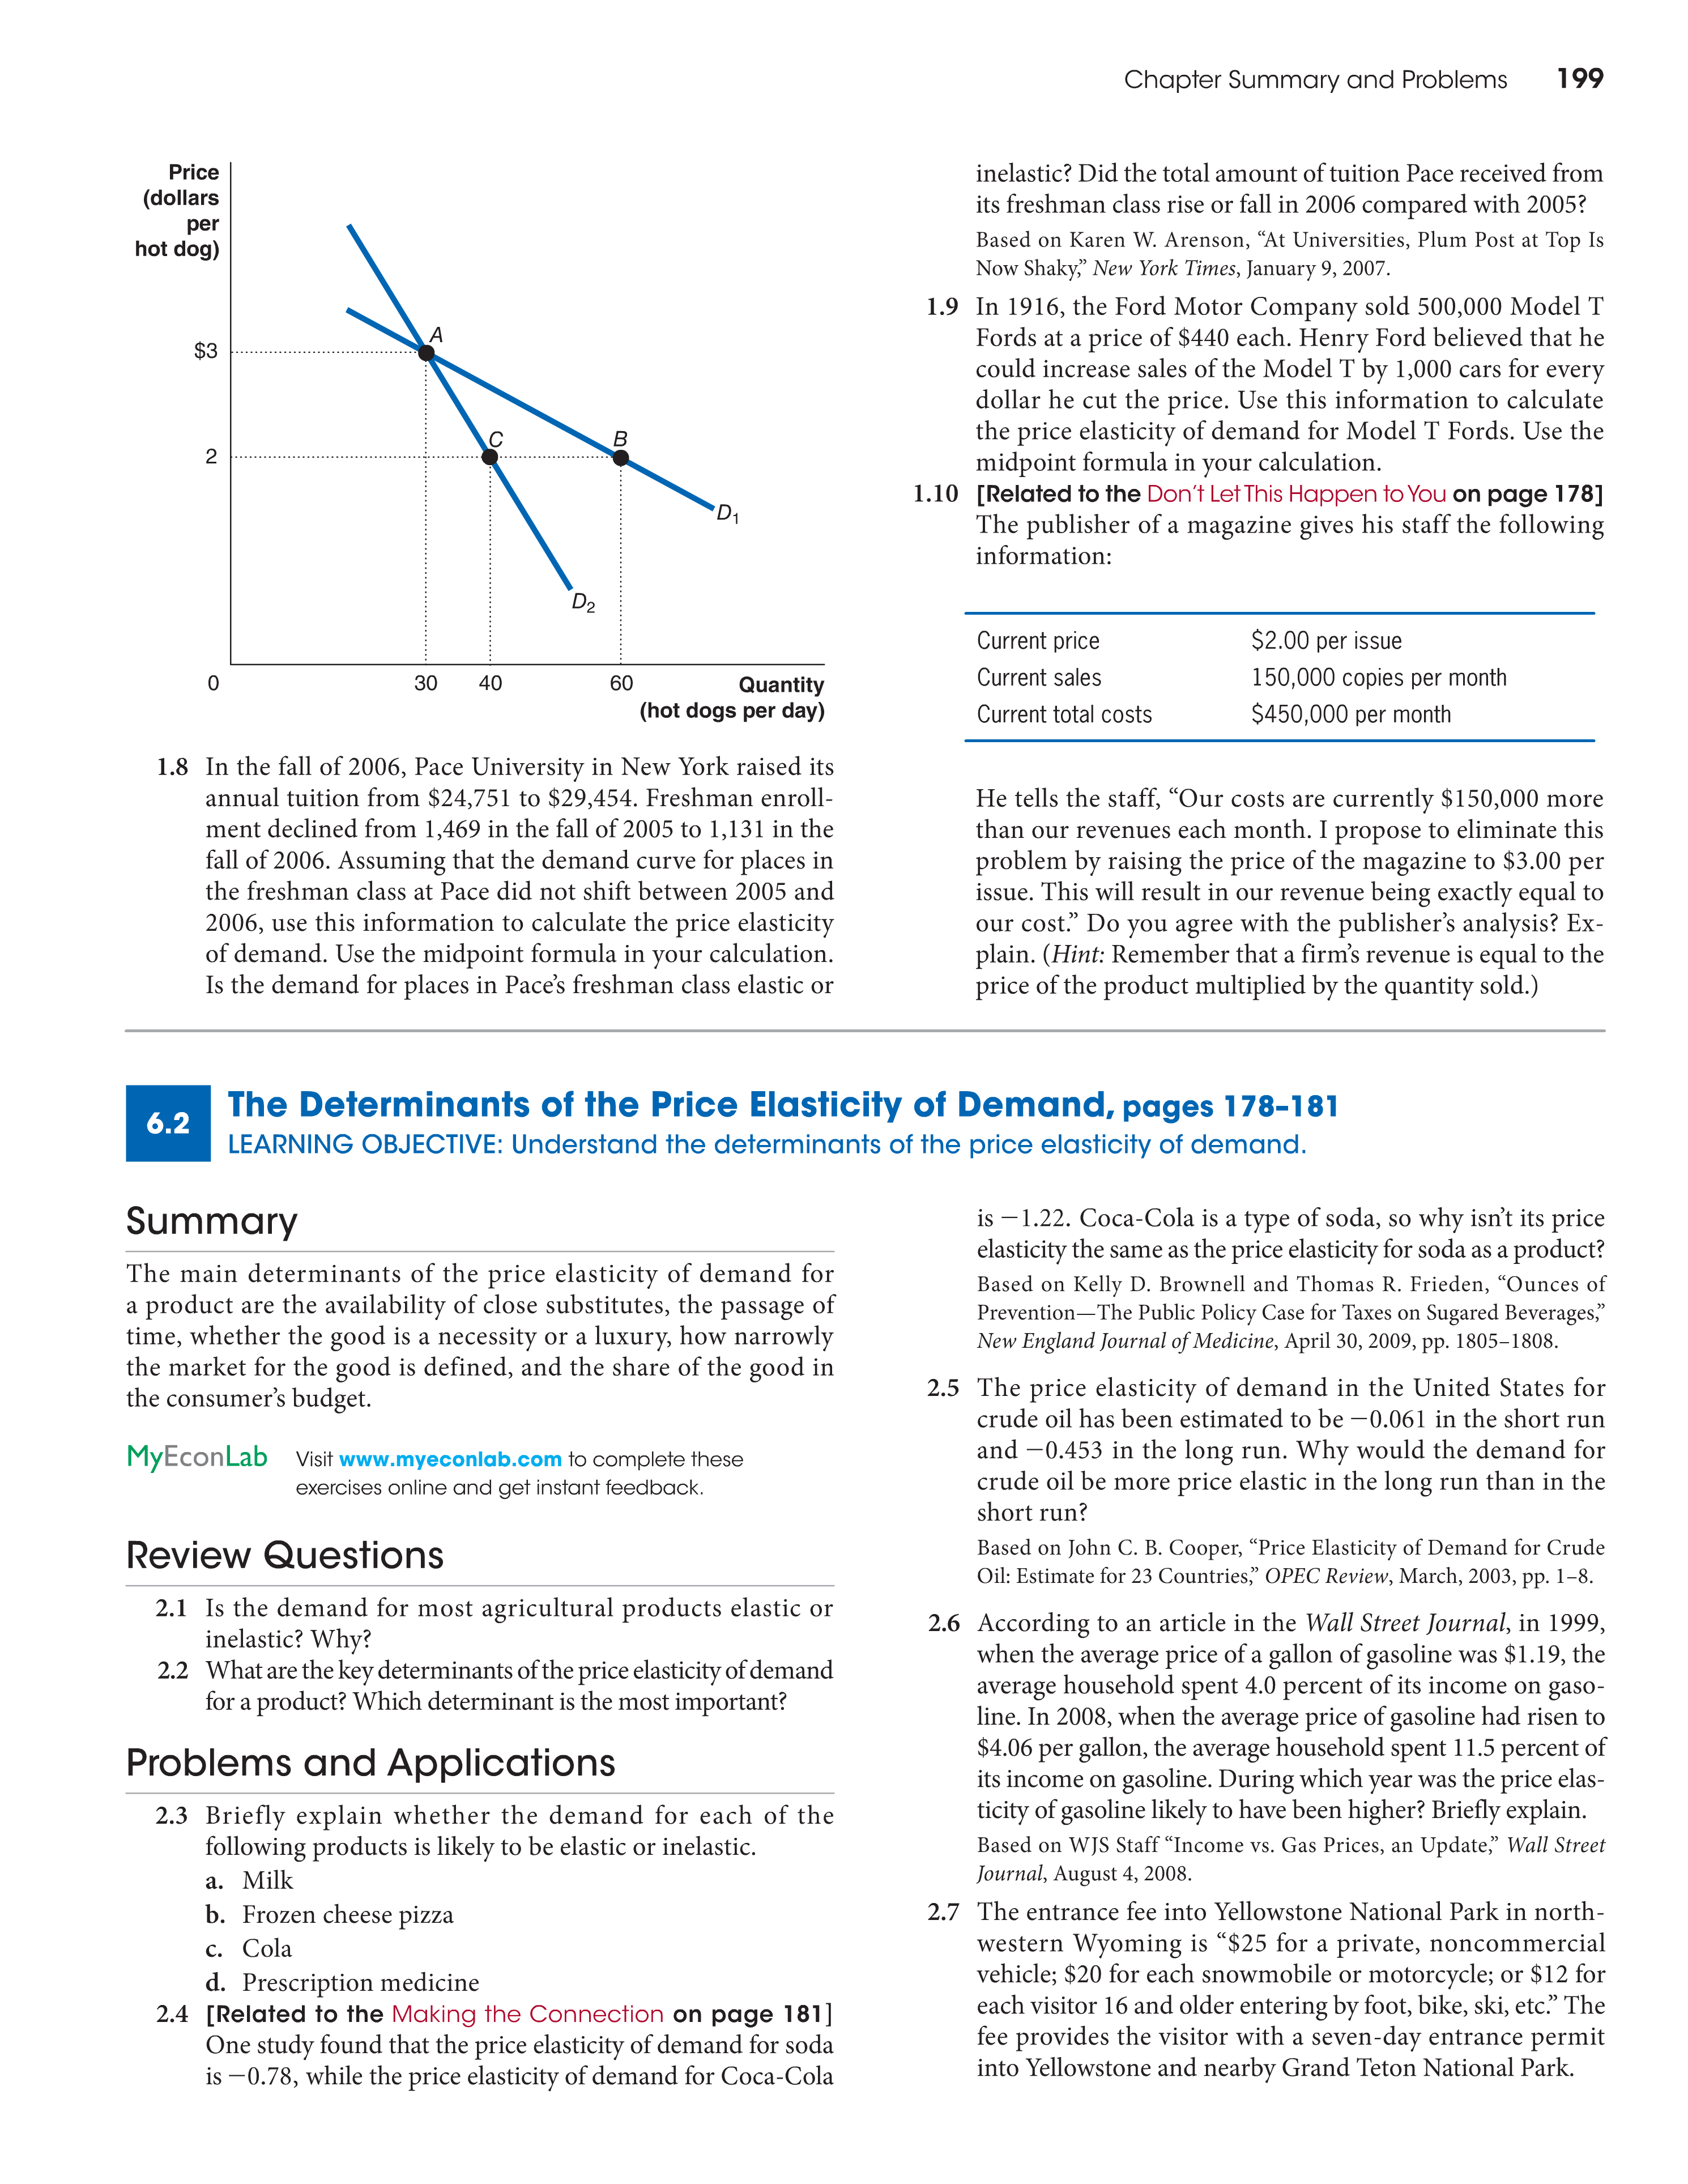 Chapter Summary and Problems 199
Price
(dollars
per
hot dog)
$3
2
A
C
B
D1
D2
0
30
40
60
Quantity
(hot dogs per day)
1.8 In the fall of 2006, Pace University in New York raised its
annual tuition from $24,751 to $29,454. Freshman enroll-
ment declined from 1,469 in the fall of 2005 to 1,131 in the
fall of 2006. Assuming that the demand curve for places in
the freshman class at Pace did not shift between 2005 and
2006, use this information to calculate the price elasticity
of demand. Use the midpoint formula in your calculation.
Is the demand for places in Pace’s freshman class elastic or
inelastic? Did the total amount of tuition Pace received from
its freshman class rise or fall in 2006 compared with 2005?
Based on Karen W. Arenson, “At Universities, Plum Post at Top Is
Now Shaky,” New York Times, January 9, 2007.
1.9 In 1916, the Ford Motor Company sold 500,000 Model T
Fords at a price of $440 each. Henry Ford believed that he
could increase sales of the Model T by 1,000 cars for every
dollar he cut the price. Use this information to calculate
the price elasticity of demand for Model T Fords. Use the
midpoint formula in your calculation.
1.10 [Related to the Don’t Let This Happen to You on page 178]
The publisher of a magazine gives his staff the following
information:
Current price $2.00 per issue
Current sales 150,000 copies per month
Current total costs $450,000 per month
He tells the staff, “Our costs are currently $150,000 more
than our revenues each month. I propose to eliminate this
problem by raising the price of the magazine to $3.00 per
issue. This will result in our revenue being exactly equal to
our cost.” Do you agree with the publisher’s analysis? Ex-
plain. (Hint: Remember that a firm’s revenue is equal to the
price of the product multiplied by the quantity sold.)
6.2 The Determinants of the Price Elasticity of Demand, pages 178–181
LEARNING OBJECTIVE: Understand the determinants of the price elasticity of demand.
Summary
The main determinants of the price elasticity of demand for
a product are the availability of close substitutes, the passage of
time, whether the good is a necessity or a luxury, how narrowly
the market for the good is defined, and the share of the good in
the consumer’s budget.
MyEconLab Visit www.myeconlab.com to complete these
exercises online and get instant feedback.
Review Questions
2.1 Is the demand for most agricultural products elastic or
inelastic? Why?
2.2 What are the key determinants of the price elasticity of demand
for a product? Which determinant is the most important?
Problems and Applications
2.3 Briefly explain whether the demand for each of the
following products is likely to be elastic or inelastic.
a. Milk
b. Frozen cheese pizza
c. Cola
d. Prescription medicine
2.4 [Related to the Making the Connection on page 181]
One study found that the price elasticity of demand for soda
is −0.78, while the price elasticity of demand for Coca-Cola
is −1.22. Coca-Cola is a type of soda, so why isn’t its price
elasticity the same as the price elasticity for soda as a product?
Based on Kelly D. Brownell and Thomas R. Frieden, “Ounces of
Prevention—The Public Policy Case for Taxes on Sugared Beverages,”
New England Journal of Medicine, April 30, 2009, pp. 1805–1808.
2.5 The price elasticity of demand in the United States for
crude oil has been estimated to be −0.061 in the short run
and −0.453 in the long run. Why would the demand for
crude oil be more price elastic in the long run than in the
short run?
Based on John C. B. Cooper, “Price Elasticity of Demand for Crude
Oil: Estimate for 23 Countries,” OPEC Review, March, 2003, pp. 1–8.
2.6 According to an article in the Wall Street Journal, in 1999,
when the average price of a gallon of gasoline was $1.19, the
average household spent 4.0 percent of its income on gaso-
line. In 2008, when the average price of gasoline had risen to
$4.06 per gallon, the average household spent 11.5 percent of
its income on gasoline. During which year was the price elas-
ticity of gasoline likely to have been higher? Briefly explain.
Based on WJS Staff “Income vs. Gas Prices, an Update,” Wall Street
Journal, August 4, 2008.
2.7 The entrance fee into Yellowstone National Park in north-
western Wyoming is “$25 for a private, noncommercial
vehicle; $20 for each snowmobile or motorcycle; or $12 for
each visitor 16 and older entering by foot, bike, ski, etc.” The
fee provides the visitor with a seven-day entrance permit
into Yellowstone and nearby Grand Teton National Park.